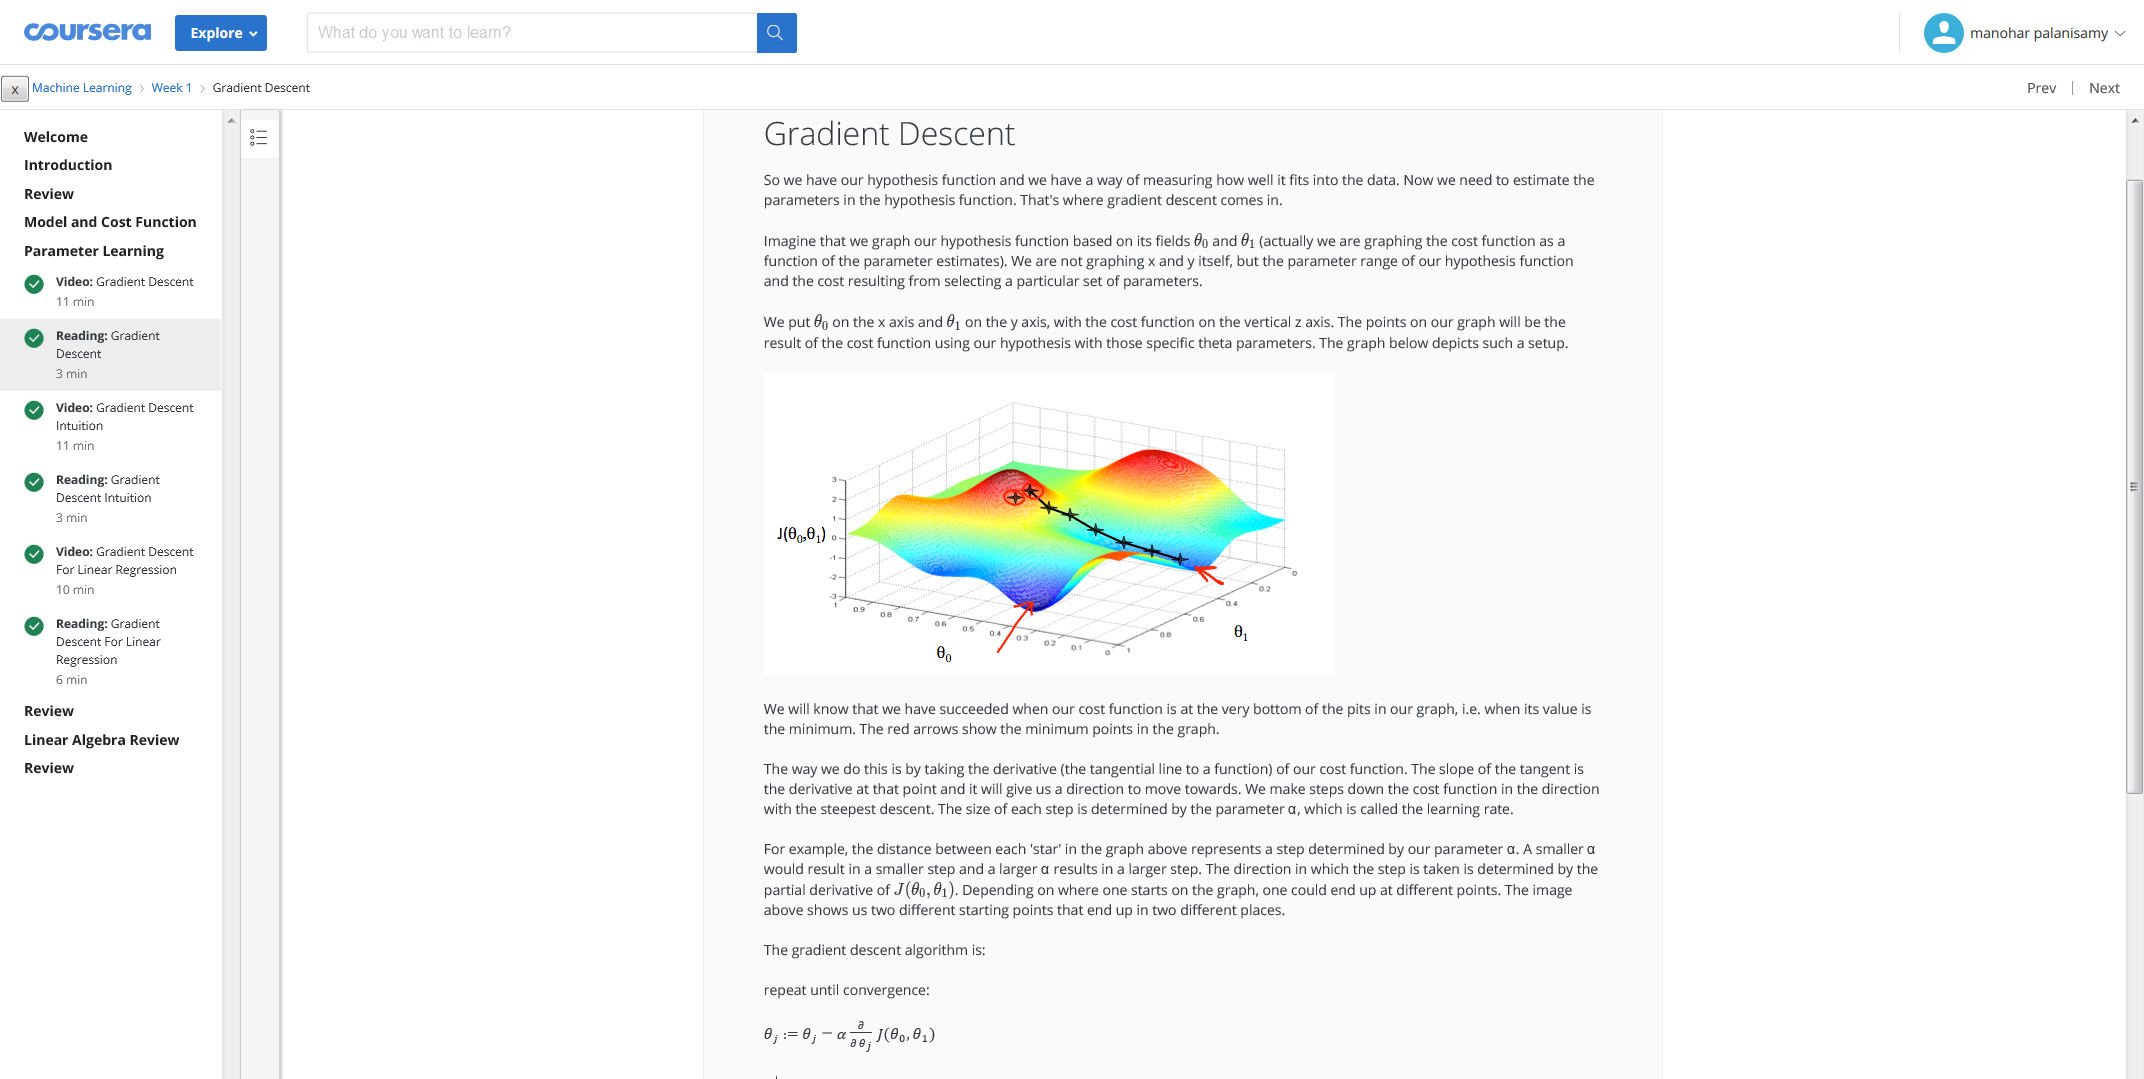 coursera
Explore
What do you want to learn?
manohar palanisamy
x
Machine Learning > Week 1 > Gradient Descent
Prev | Next
Welcome
Introduction
Review
Model and Cost Function
Parameter Learning
Video: Gradient Descent
11 min
Reading: Gradient
Descent
3 min
Video: Gradient Descent
Intuition
11 min
Reading: Gradient
Descent Intuition
3 min
Video: Gradient Descent
For Linear Regression
10 min
Reading: Gradient
Descent For Linear
Regression
6 min
Review
Linear Algebra Review
Review
Gradient Descent
So we have our hypothesis function and we have a way of measuring how well it fits into the data. Now we need to estimate the
parameters in the hypothesis function. That's where gradient descent comes in.
Imagine that we graph our hypothesis function based on its fields θ₀ and θ₁ (actually we are graphing the cost function as a
function of the parameter estimates). We are not graphing x and y itself, but the parameter range of our hypothesis function
and the cost resulting from selecting a particular set of parameters.
We put θ₀ on the x axis and θ₁ on the y axis, with the cost function on the vertical z axis. The points on our graph will be the
result of the cost function using our hypothesis with those specific theta parameters. The graph below depicts such a setup.
J(θ₀,θ₁)
3
2
1
0
-1
-2
-3
1 0.9 0.8 0.7 0.6 0.5 0.4 0.3 0.2 0.1 0
θ₀
1 0.8 0.6 0.4 0.2 0
θ₁
We will know that we have succeeded when our cost function is at the very bottom of the pits in our graph, i.e. when its value is
the minimum. The red arrows show the minimum points in the graph.
The way we do this is by taking the derivative (the tangential line to a function) of our cost function. The slope of the tangent is
the derivative at that point and it will give us a direction to move towards. We make steps down the cost function in the direction
with the steepest descent. The size of each step is determined by the parameter α, which is called the learning rate.
For example, the distance between each 'star' in the graph above represents a step determined by our parameter α. A smaller α
would result in a smaller step and a larger α results in a larger step. The direction in which the step is taken is determined by the
partial derivative of J(θ₀, θ₁). Depending on where one starts on the graph, one could end up at different points. The image
above shows us two different starting points that end up in two different places.
The gradient descent algorithm is:
repeat until convergence:
θⱼ := θⱼ − α ∂/∂θⱼ J(θ₀, θ₁)